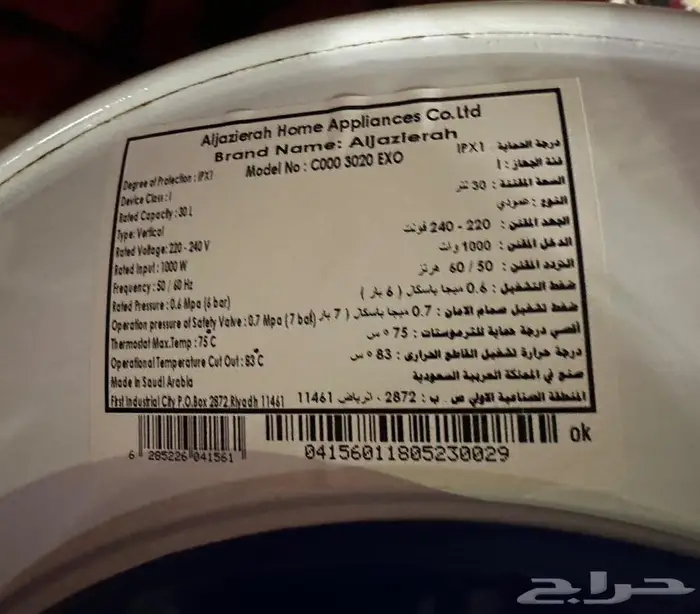 Aljazierah Home Appliances Co.Ltd
Brand Name: Aljazierah
Model No : C000 3020 EXO
Degree of Protection : IPX1
درجة الحماية : IPX1
Device Class : I
فئة الجهاز : I
Rated Capacity : 30 L
السعة المقننة : 30 لتر
Type: Vertical
النوع : عمودي
Rated Voltage: 220 - 240 V
الجهد المقنن : 220 - 240 فولت
Rated Input : 1000 W
الدخل المقنن : 1000 وات
Frequency : 50 / 60 Hz
التردد المقنن : 50 / 60 هرتز
Rated Pressure : 0.6 Mpa (6 bar)
ضغط التشغيل : 0.6 ميجا باسكال ( 6 بار )
Operation pressure of Safety Valve : 0.7 Mpa (7 bar)
ضغط تشغيل صمام الامان : 0.7 ميجا باسكال ( 7 بار )
Thermostat Max.Temp : 75°C
أقصي درجة حماية للترموستات : 75 ° س
Operational Temperature Cut Out : 83°C
درجة حرارة تشغيل القاطع الحراري : 83 ° س
Made in Saudi Arabia
صنع في المملكة العربية السعودية
First Industrial City P.O.Box 2872 Riyadh 11461
المنطقة الصناعية الاولي ص . ب : 2872 ، الرياض 11461
6 285226 041561
04156011805230029
ok
حراج